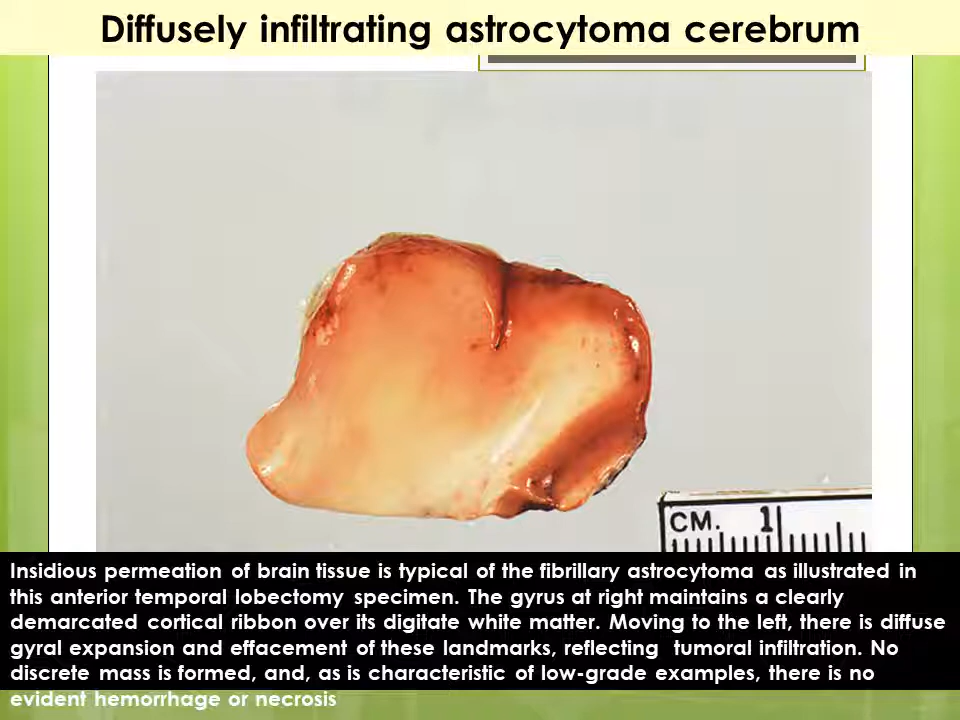 Diffusely infiltrating astrocytoma cerebrum
CM. 1
Insidious permeation of brain tissue is typical of the fibrillary astrocytoma as illustrated in
this anterior temporal lobectomy specimen. The gyrus at right maintains a clearly
demarcated cortical ribbon over its digitate white matter. Moving to the left, there is diffuse
gyral expansion and effacement of these landmarks, reflecting tumoral infiltration. No
discrete mass is formed, and, as is characteristic of low-grade examples, there is no
evident hemorrhage or necrosis